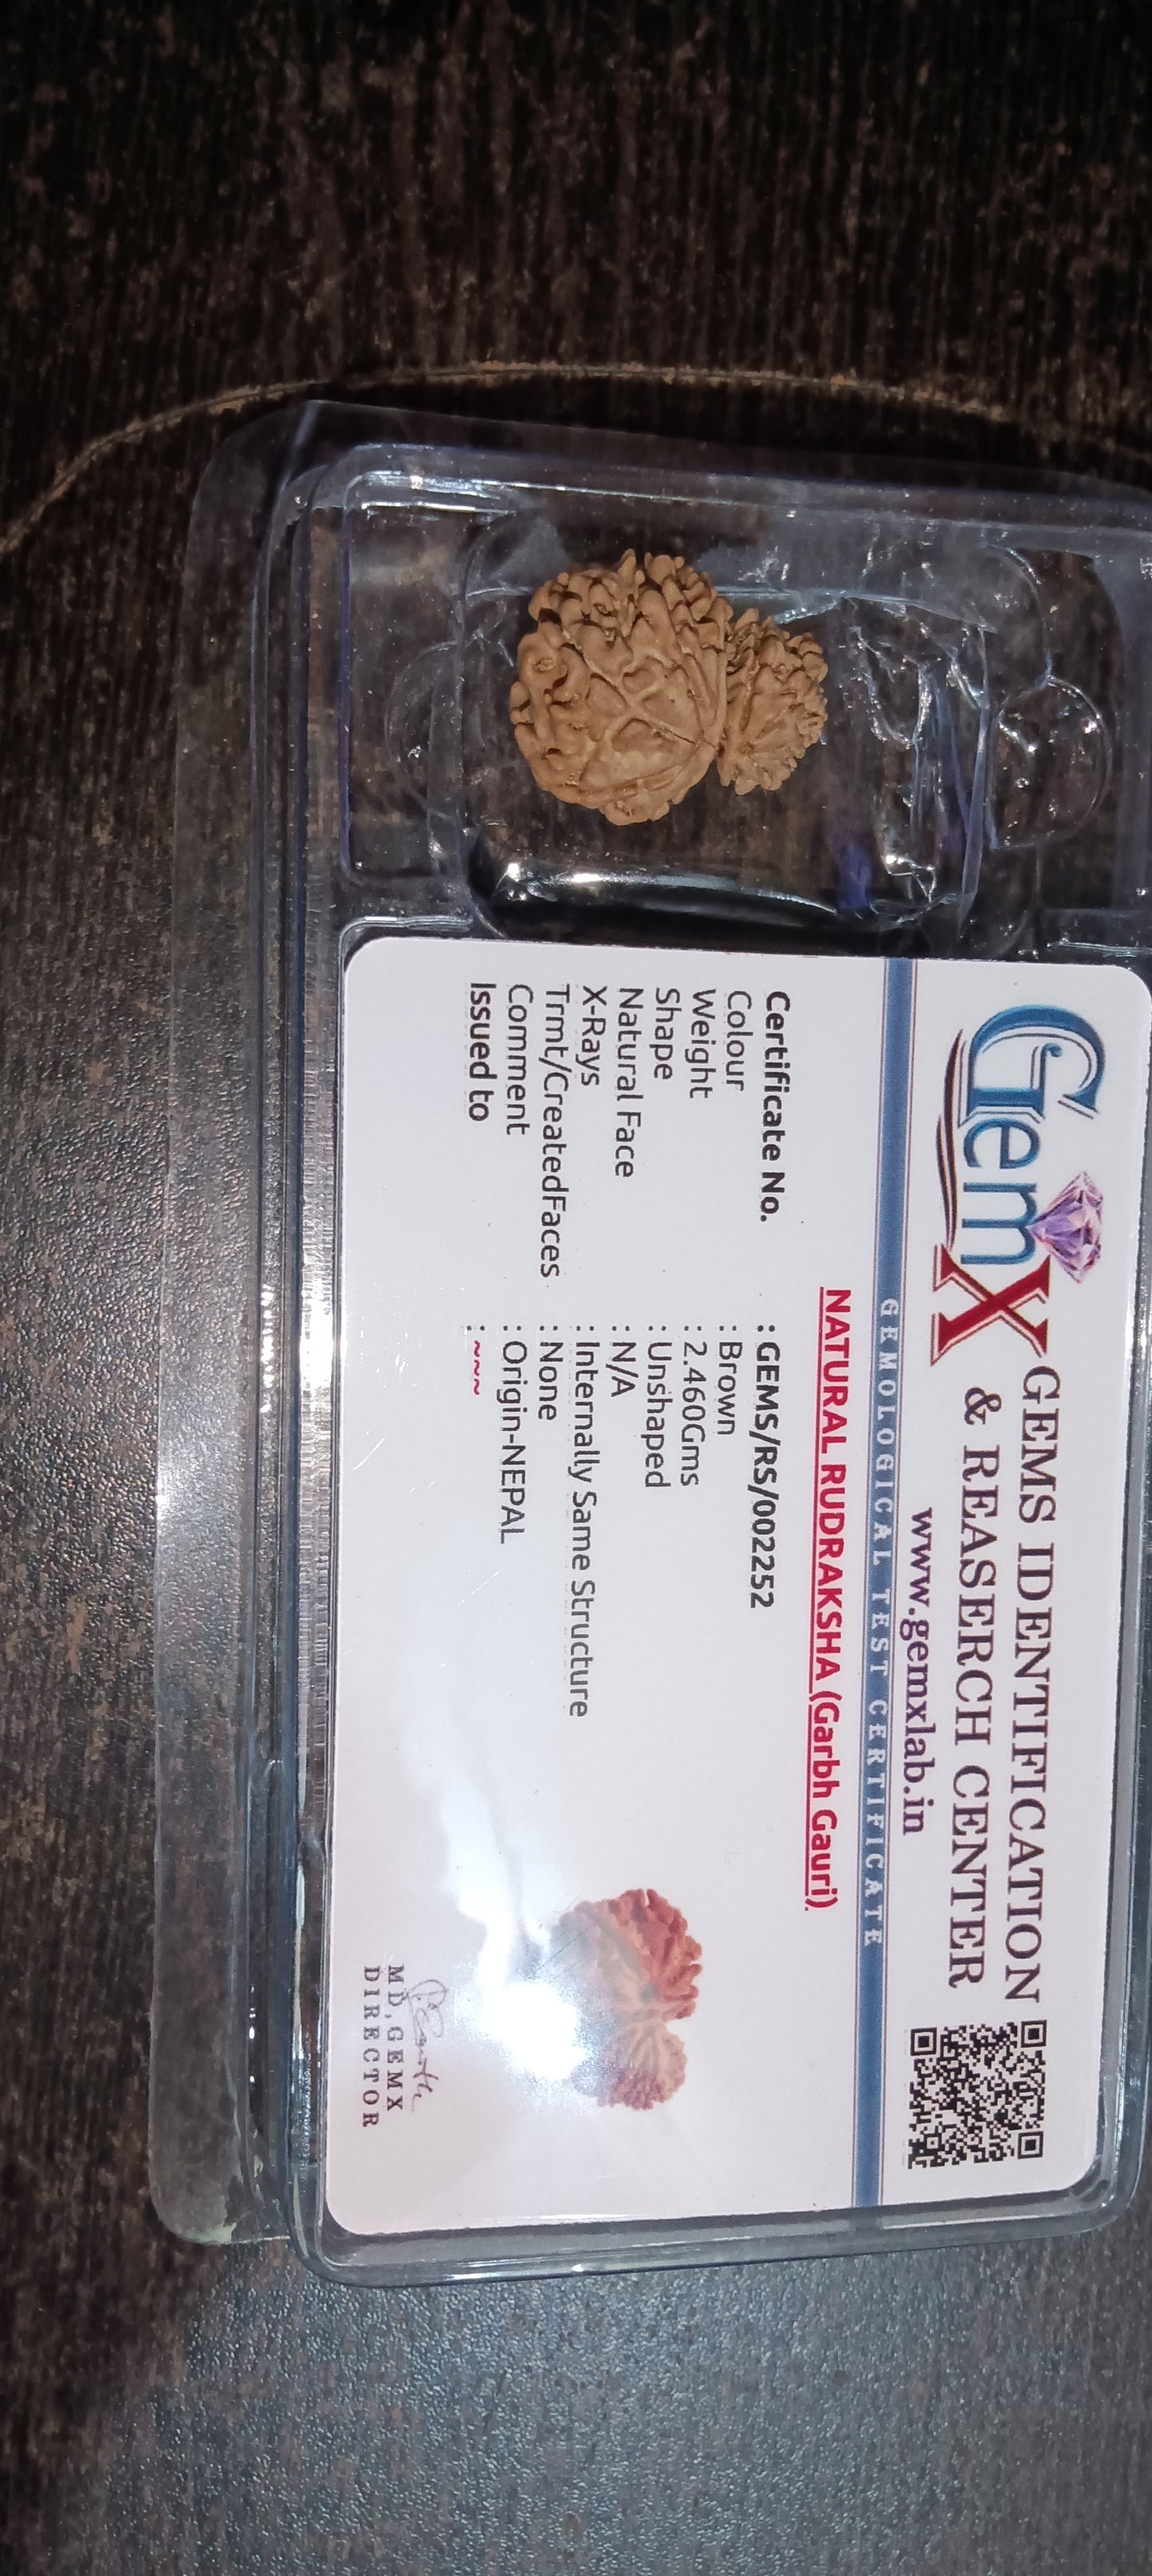 GemX GEMS IDENTIFICATION
& REASERCH CENTER
www.gemxlab.in
GEMOLOGICAL TEST CERTIFICATE
NATURAL RUDRAKSHA (Garbh Gauri)
Certificate No. : GEMS/RS/002252
Colour : Brown
Weight : 2.460Gms
Shape : Unshaped
Natural Face : N/A
X-Rays : Internally Same Structure
Trmt/CreatedFaces : None
Comment : Origin-NEPAL
Issued to : ~~~
MD,GEMX
DIRECTOR